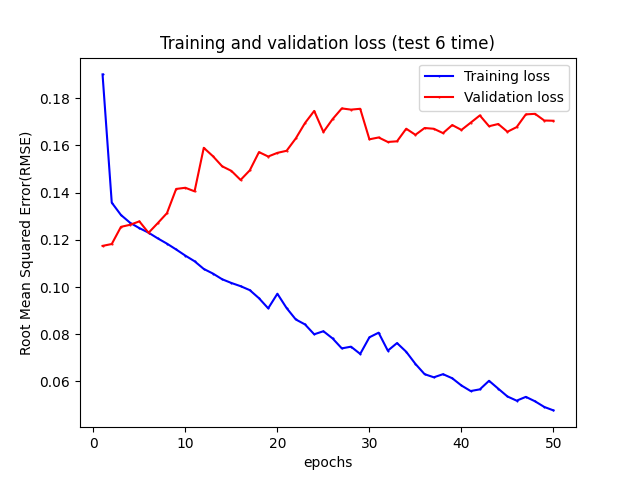 Training and validation loss (test 6 time)
Training loss
Validation loss
Root Mean Squared Error(RMSE)
0.18
0.16
0.14
0.12
0.10
0.08
0.06
0
10
20
30
40
50
epochs